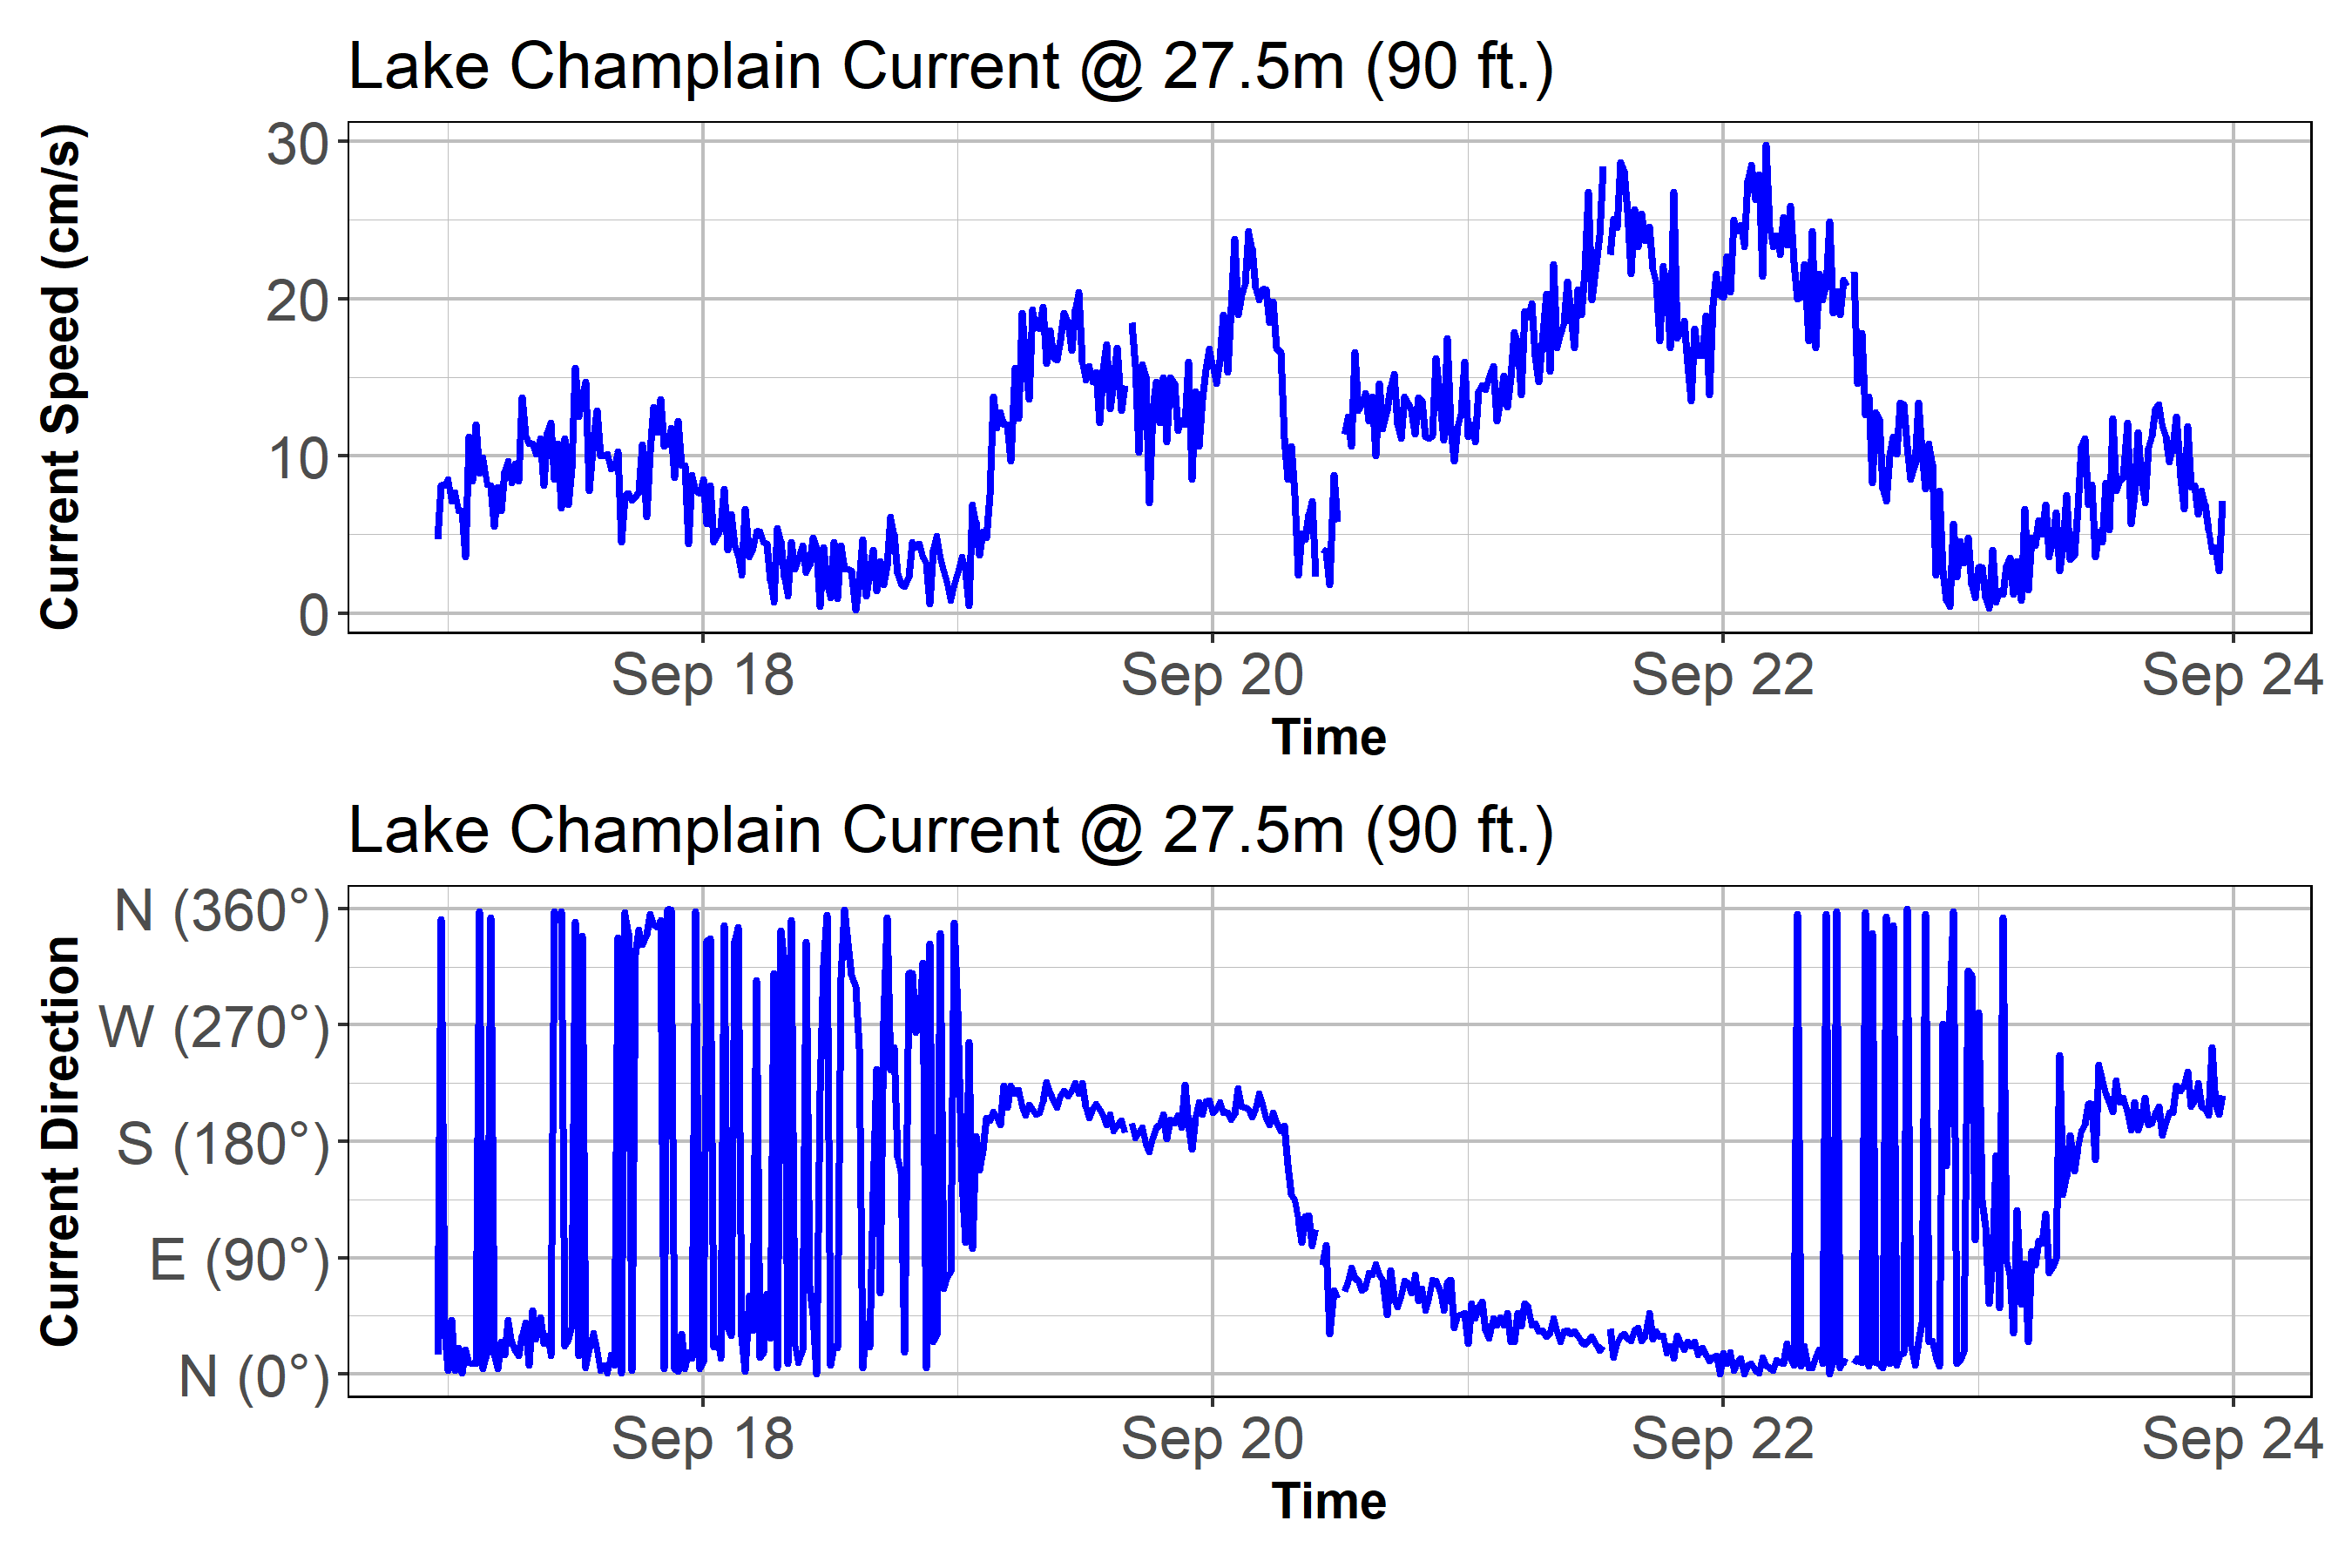 Lake Champlain Current @ 27.5m (90 ft.)
Current Speed (cm/s)
30
20
10
0
Sep 18 Sep 20 Sep 22 Sep 24
Time
Lake Champlain Current @ 27.5m (90 ft.)
Current Direction
N (360°)
W (270°)
S (180°)
E (90°)
N (0°)
Sep 18 Sep 20 Sep 22 Sep 24
Time